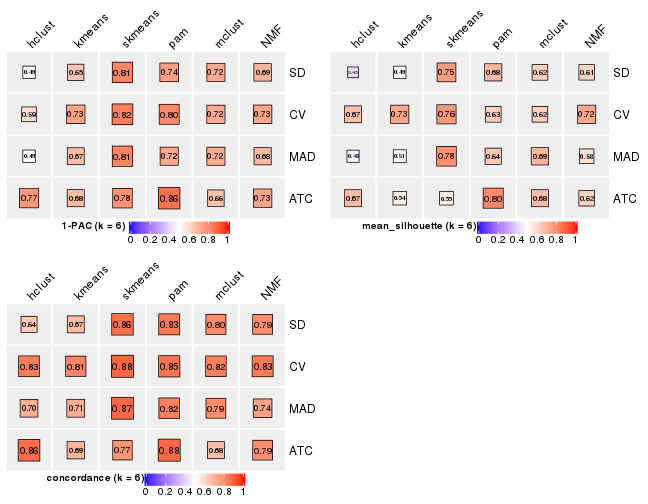 hclust kmeans skmeans pam mclust NMF
0.49 0.65 0.81 0.74 0.72 0.69 SD
0.59 0.73 0.82 0.80 0.72 0.73 CV
0.49 0.67 0.81 0.72 0.72 0.68 MAD
0.77 0.68 0.78 0.86 0.66 0.73 ATC
1-PAC (k = 6)
0 0.2 0.4 0.6 0.8 1
hclust kmeans skmeans pam mclust NMF
0.49 0.75 0.68 0.62 0.61 SD
0.67 0.73 0.76 0.63 0.62 0.72 CV
0.48 0.51 0.78 0.64 0.69 0.58 MAD
0.67 0.54 0.55 0.80 0.68 0.62 ATC
mean_silhouette (k = 6)
0 0.2 0.4 0.6 0.8 1
hclust kmeans skmeans pam mclust NMF
0.64 0.67 0.86 0.83 0.80 0.79 SD
0.83 0.81 0.88 0.85 0.82 0.83 CV
0.70 0.71 0.87 0.82 0.79 0.74 MAD
0.86 0.69 0.77 0.88 0.68 0.79 ATC
concordance (k = 6)
0 0.2 0.4 0.6 0.8 1